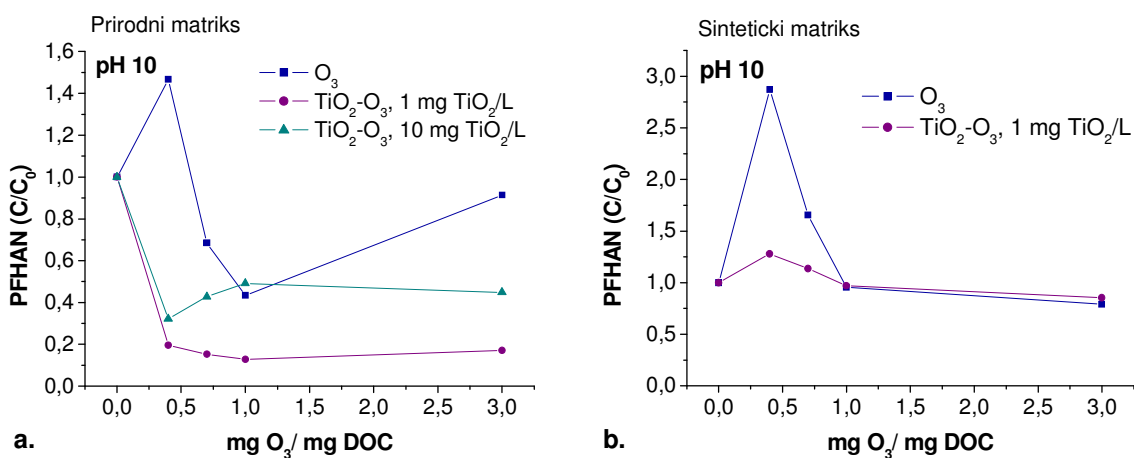 Prirodni matriks
pH 10
O₃
TiO₂-O₃, 1 mg TiO₂/L
TiO₂-O₃, 10 mg TiO₂/L
PFHAN (C/C₀)
1,6
1,4
1,2
1,0
0,8
0,6
0,4
0,2
0,0
0,0 0,5 1,0 1,5 2,0 2,5 3,0
mg O₃/ mg DOC
a.
Sinteticki matriks
pH 10
O₃
TiO₂-O₃, 1 mg TiO₂/L
PFHAN (C/C₀)
3,0
2,5
2,0
1,5
1,0
0,5
0,0
0,0 0,5 1,0 1,5 2,0 2,5 3,0
mg O₃/ mg DOC
b.